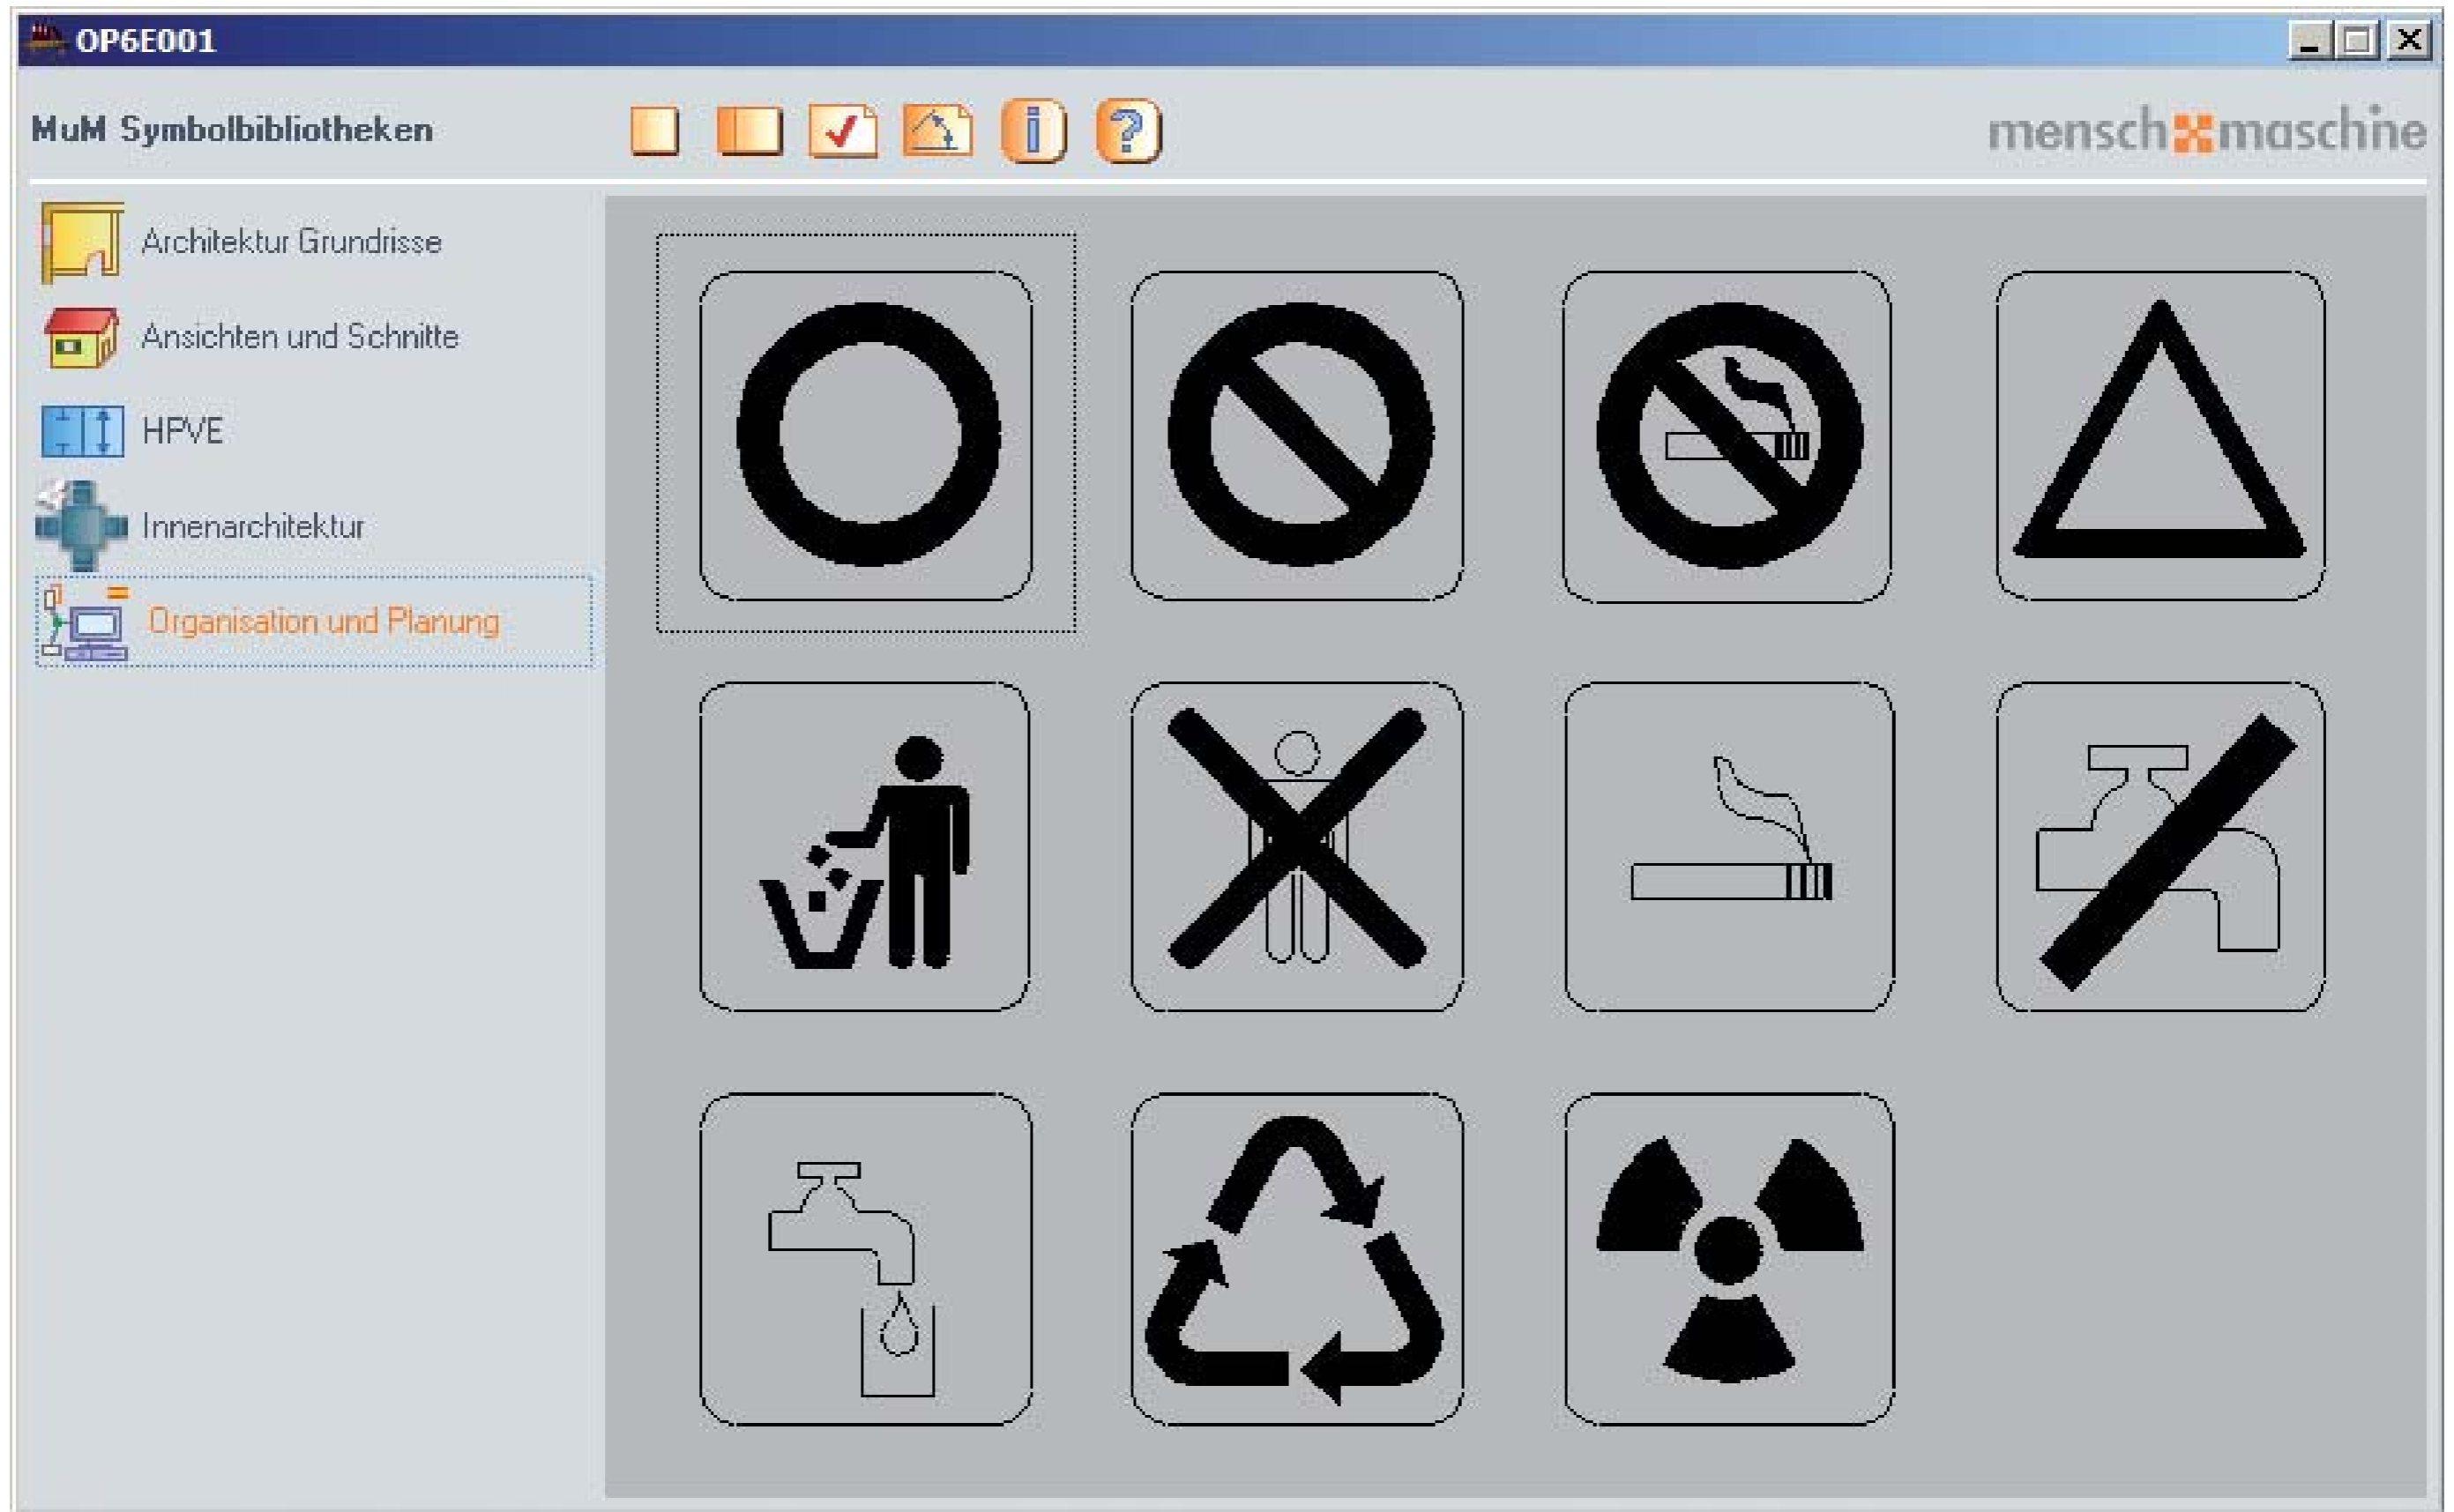 OP6E001
MuM Symbolbibliotheken
mensch maschine
Architektur Grundrisse
Ansichten und Schnitte
HPVE
Innenarchitektur
Organisation und Planung